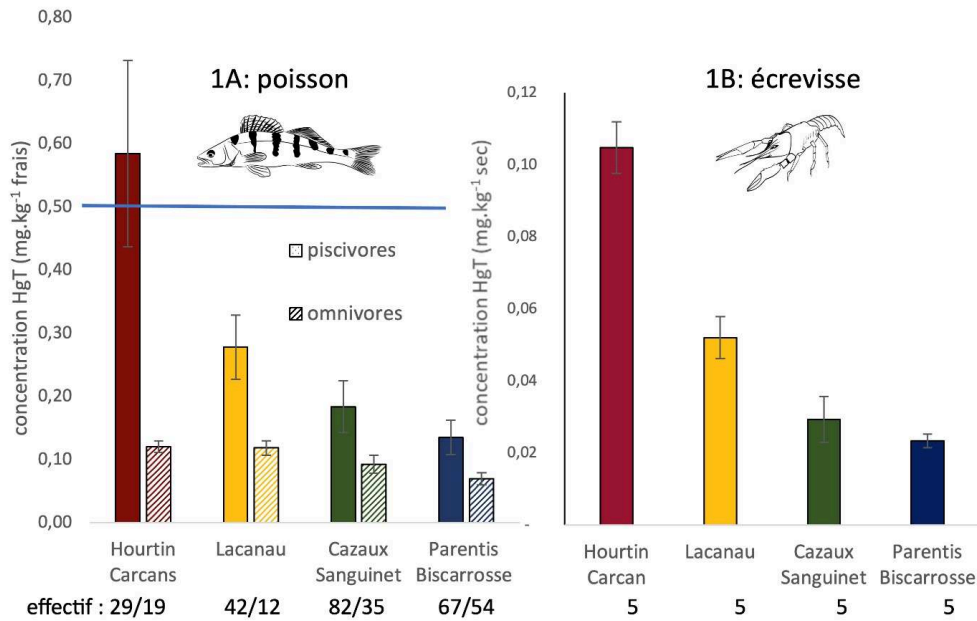 1A: poisson
concentration HgT (mg.kg⁻¹ frais)
0,80
0,70
0,60
0,50
0,40
0,30
0,20
0,10
0,00
piscivores
omnivores
Hourtin
Carcans
Lacanau
Cazaux
Sanguinet
Parentis
Biscarrosse
effectif : 29/19 42/12 82/35 67/54
1B: écrevisse
concentration HgT (mg.kg⁻¹ sec)
0,12
0,10
0,08
0,06
0,04
0,02
-
Hourtin
Carcan
Lacanau
Cazaux
Sanguinet
Parentis
Biscarrosse
5 5 5 5